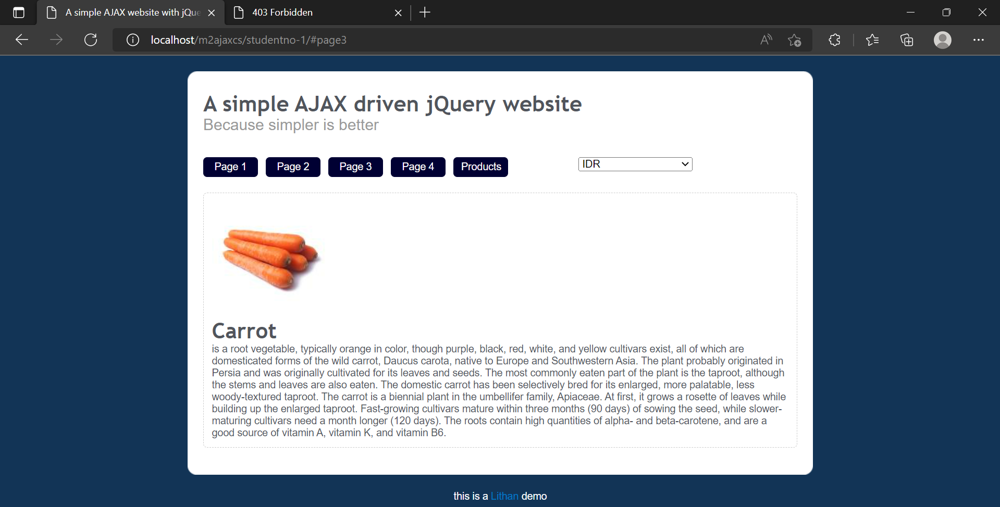 A simple AJAX website with jQue
403 Forbidden
localhost/m2ajaxcs/studentno-1/#page3
A simple AJAX driven jQuery website
Because simpler is better
Page 1
Page 2
Page 3
Page 4
Products
IDR
Carrot
is a root vegetable, typically orange in color, though purple, black, red, white, and yellow cultivars exist, all of which are
domesticated forms of the wild carrot, Daucus carota, native to Europe and Southwestern Asia. The plant probably originated in
Persia and was originally cultivated for its leaves and seeds. The most commonly eaten part of the plant is the taproot, although
the stems and leaves are also eaten. The domestic carrot has been selectively bred for its enlarged, more palatable, less
woody-textured taproot. The carrot is a biennial plant in the umbellifer family, Apiaceae. At first, it grows a rosette of leaves while
building up the enlarged taproot. Fast-growing cultivars mature within three months (90 days) of sowing the seed, while slower-
maturing cultivars need a month longer (120 days). The roots contain high quantities of alpha- and beta-carotene, and are a
good source of vitamin A, vitamin K, and vitamin B6.
this is a Lithan demo